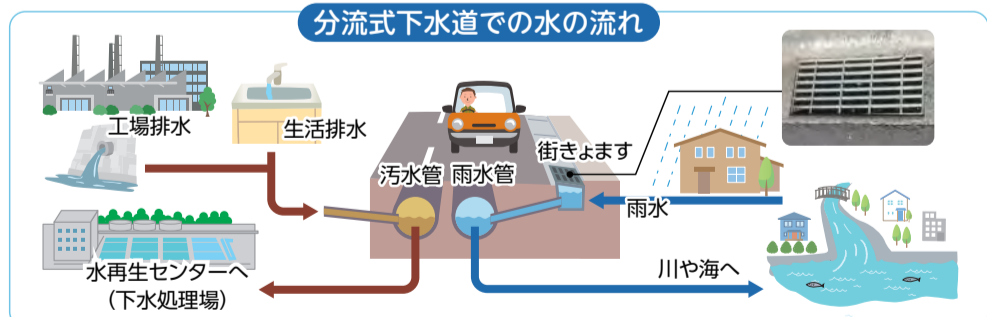 分流式下水道での水の流れ
工場排水
生活排水
汚水管
雨水管
街きょます
雨水
水再生センターへ
（下水処理場）
川や海へ